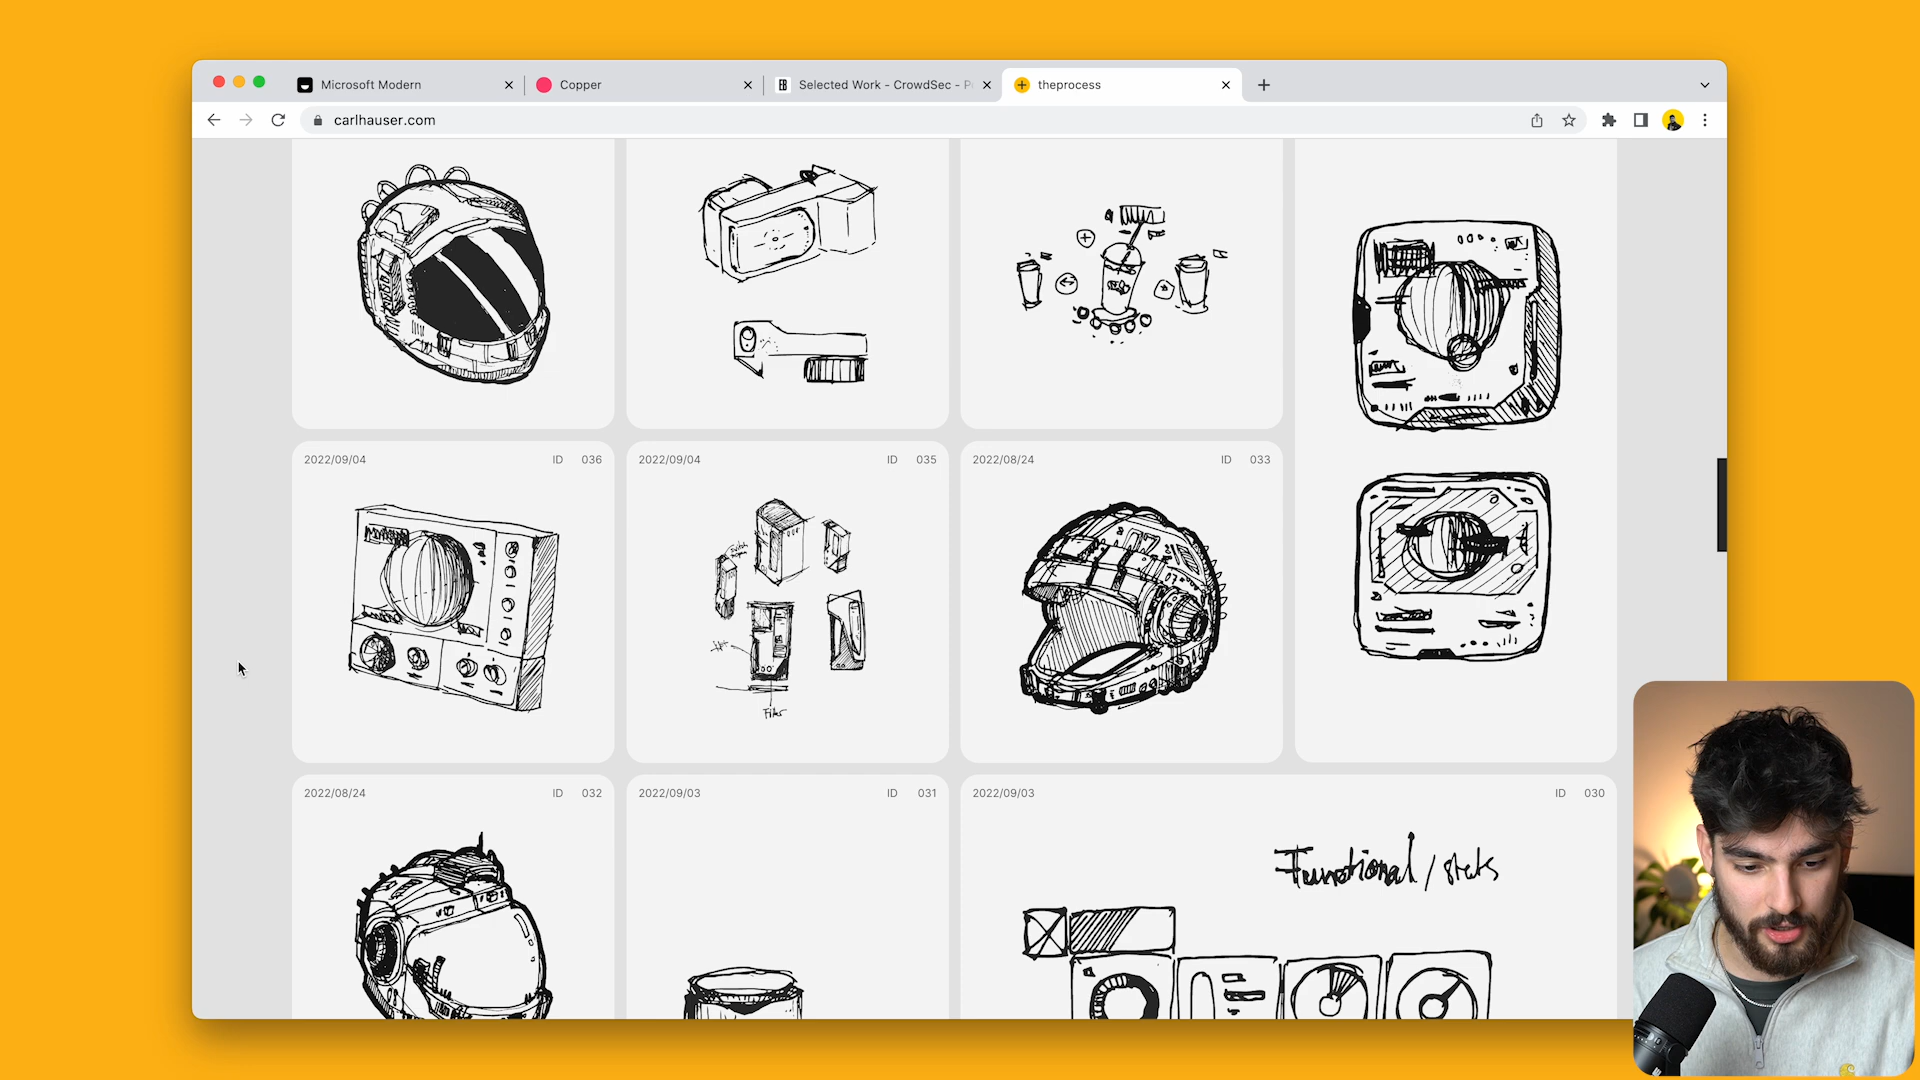 Microsoft Modern
Copper
Selected Work - CrowdSec - P
theprocess
carlhauser.com
2022/09/04 ID 036
2022/09/04 ID 035
2022/08/24 ID 033
Filter
2022/08/24 ID 032
2022/09/03 ID 031
2022/09/03 ID 030
Functional / stats